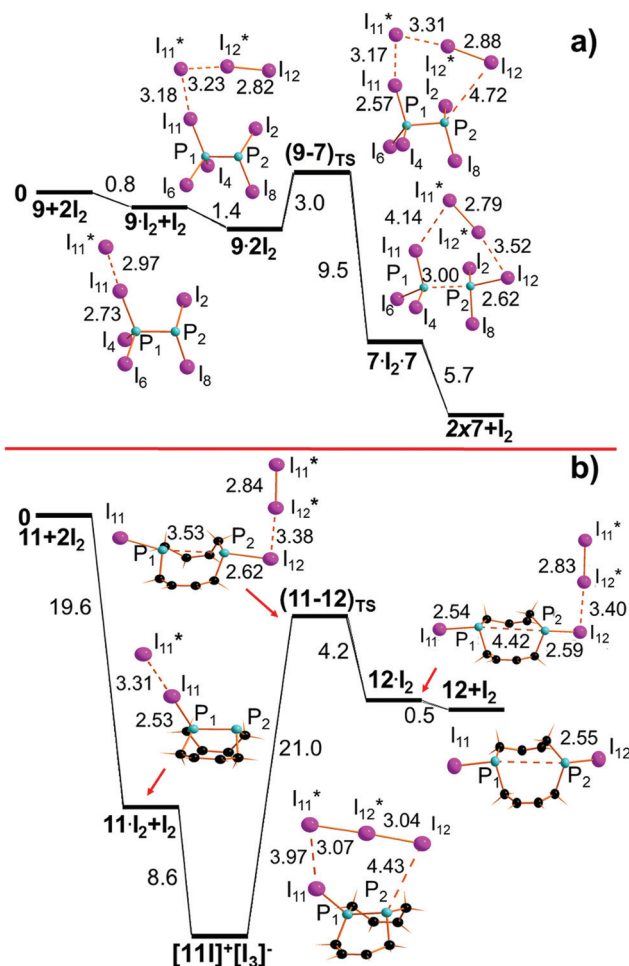 a)
I11* 3.31
I11* I12* 2.88
3.23 I12 3.17 I12* I12
3.18 2.82 I11 I2
I11 2.57 4.72
I2 P1 P2
P1 P2 (9-7)TS I6 I4
I6 I4 I8 I8
0 0.8 I11* 2.79
9+2I2 9·I2+I2 1.4 3.0 4.14 I12*
I11* 9·2I2 I11 3.52
2.97 9.5 P1 3.00 I2 I12
I11 I6 P2 2.62
2.73 I2 I4 I8
I4 P1 P2 7·I2·7
I6 I8 5.7
2x7+I2
b)
I11*
2.84
I12*
0 I11 3.53 P2 3.38 I11*
11+2I2 P1 I12 2.83
2.62 I12*
(11-12)TS 2.54 P2 3.40
19.6 I11 P1 4.42 I12
I11* 4.2 2.59
3.31 I11 12·I2 12+I2
2.53 P1 P2 0.5
21.0 I11 2.55
P1 P2 I12
I11* I12*
3.04 I12
11·I2+I2 3.97 3.07
8.6 I11 P2 4.43
P1
[11I]+[I3]-